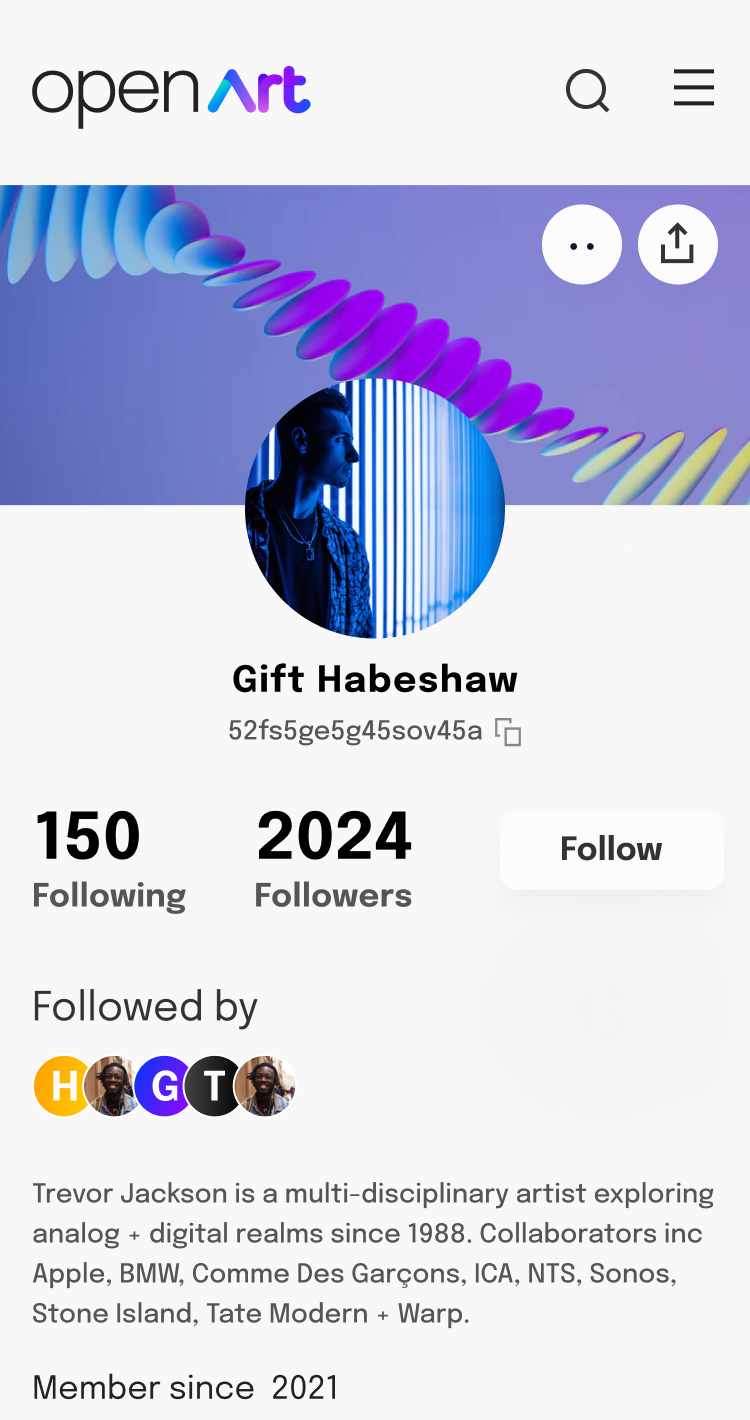 open Art
Gift Habeshaw
52fs5ge5g45sov45a
150 2024 Follow
Following Followers
Followed by
H G T
Trevor Jackson is a multi-disciplinary artist exploring
analog + digital realms since 1988. Collaborators inc
Apple, BMW, Comme Des Garçons, ICA, NTS, Sonos,
Stone Island, Tate Modern + Warp.
Member since 2021